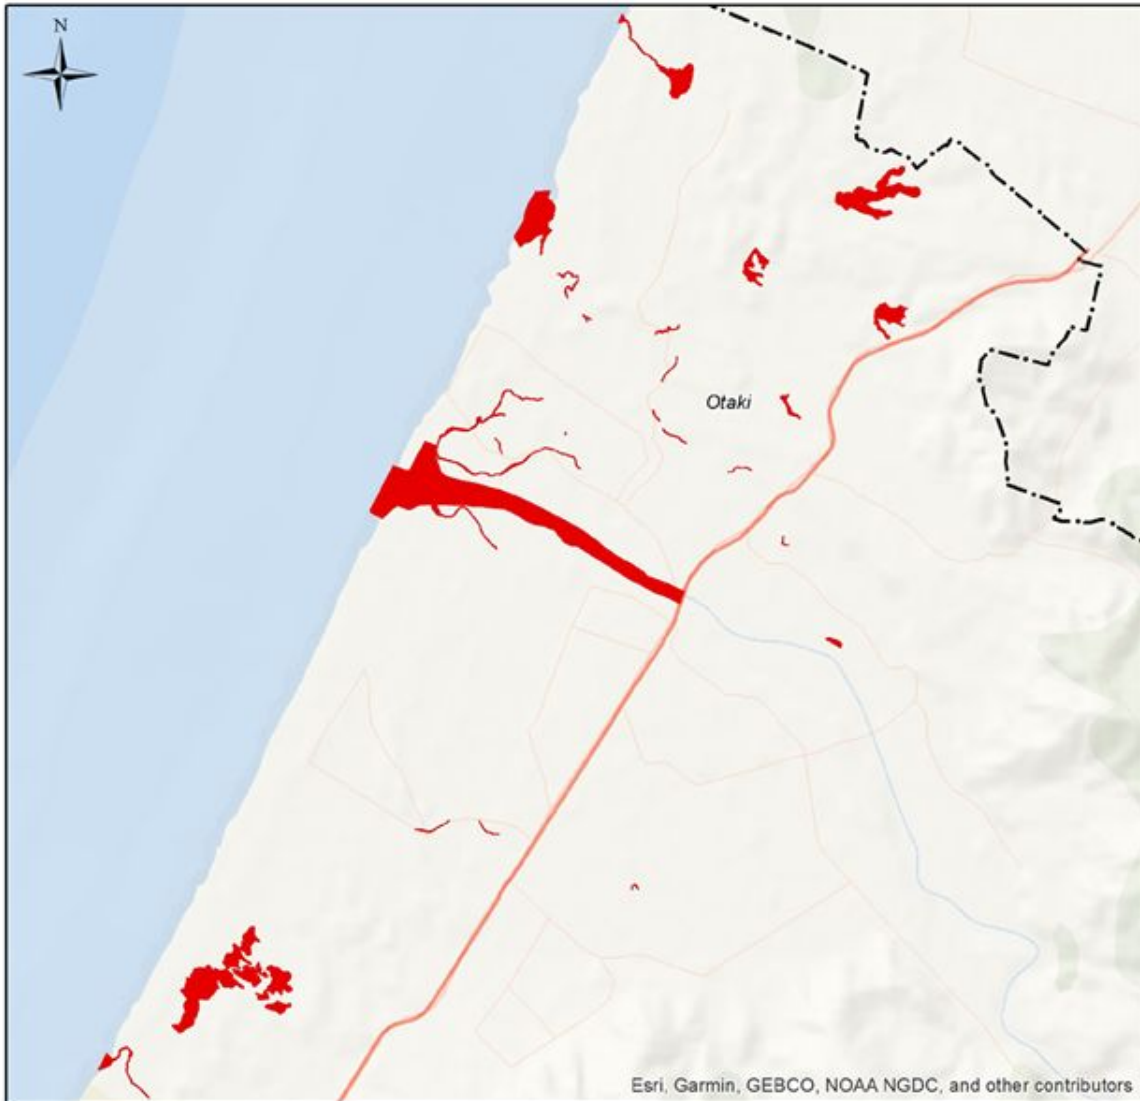 N
Otaki
Esri, Garmin, GEBCO, NOAA NGDC, and other contributors